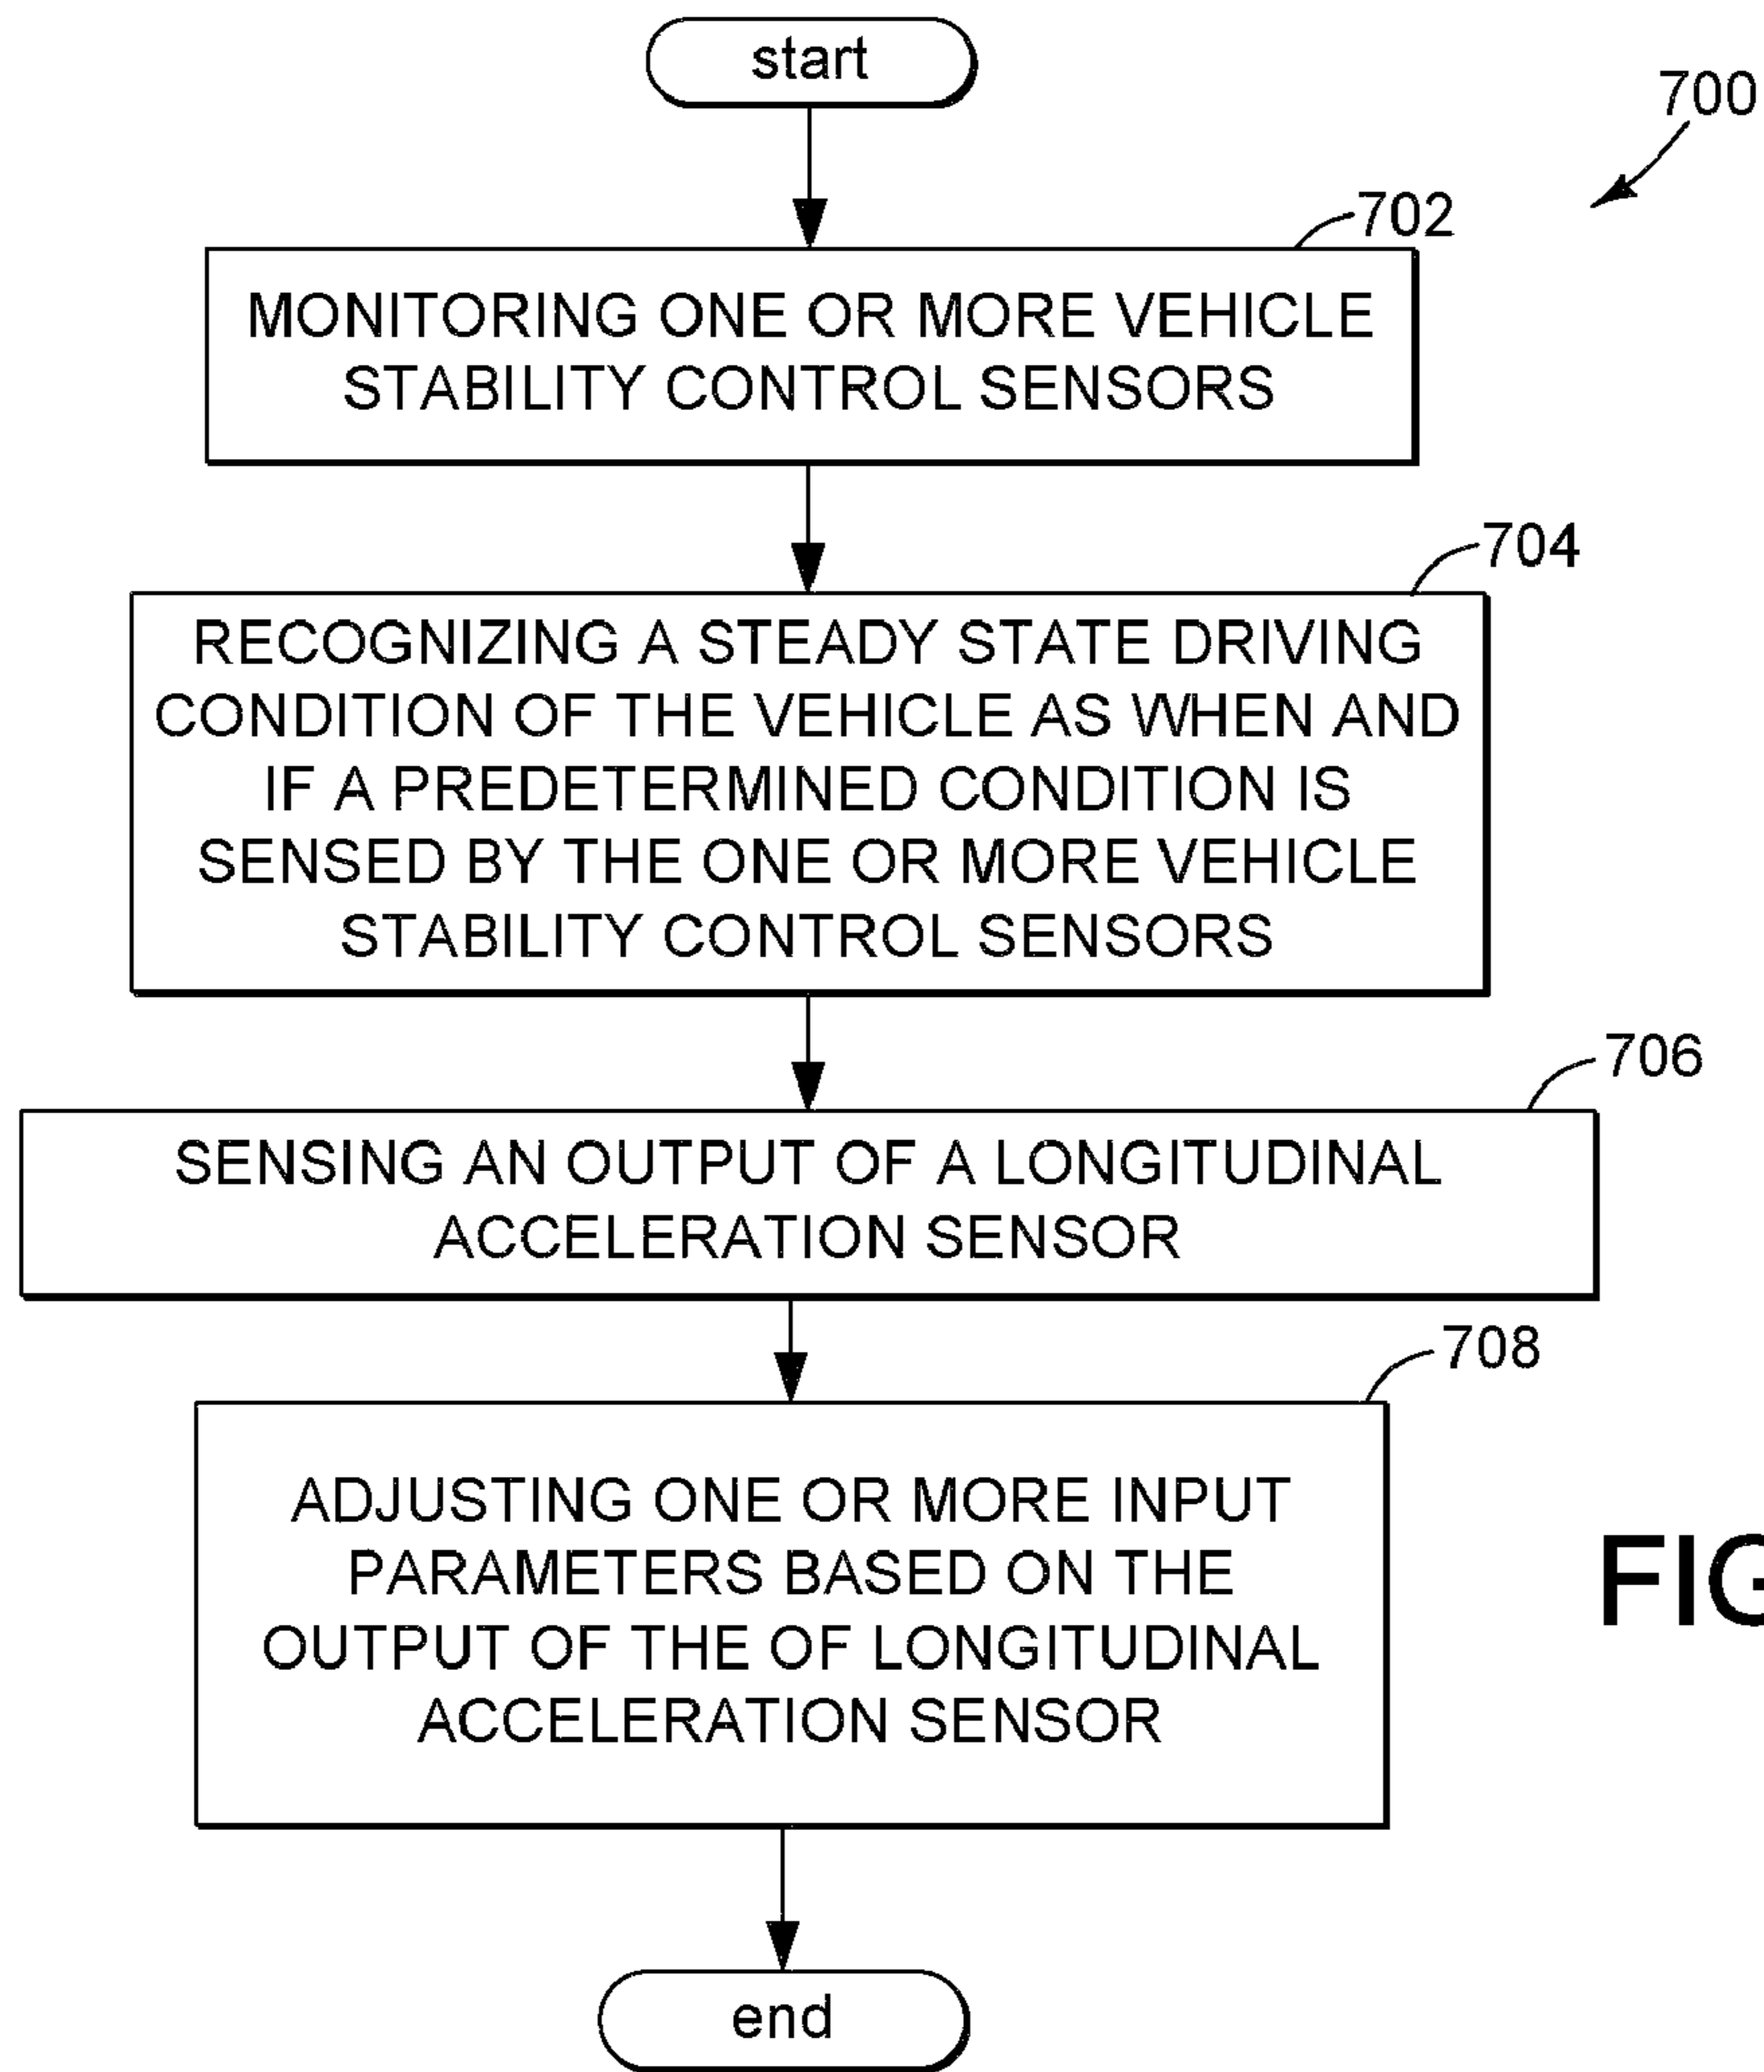 start
700
702
MONITORING ONE OR MORE VEHICLE
STABILITY CONTROL SENSORS
704
RECOGNIZING A STEADY STATE DRIVING
CONDITION OF THE VEHICLE AS WHEN AND
IF A PREDETERMINED CONDITION IS
SENSED BY THE ONE OR MORE VEHICLE
STABILITY CONTROL SENSORS
706
SENSING AN OUTPUT OF A LONGITUDINAL
ACCELERATION SENSOR
708
ADJUSTING ONE OR MORE INPUT
PARAMETERS BASED ON THE
OUTPUT OF THE OF LONGITUDINAL
ACCELERATION SENSOR
end